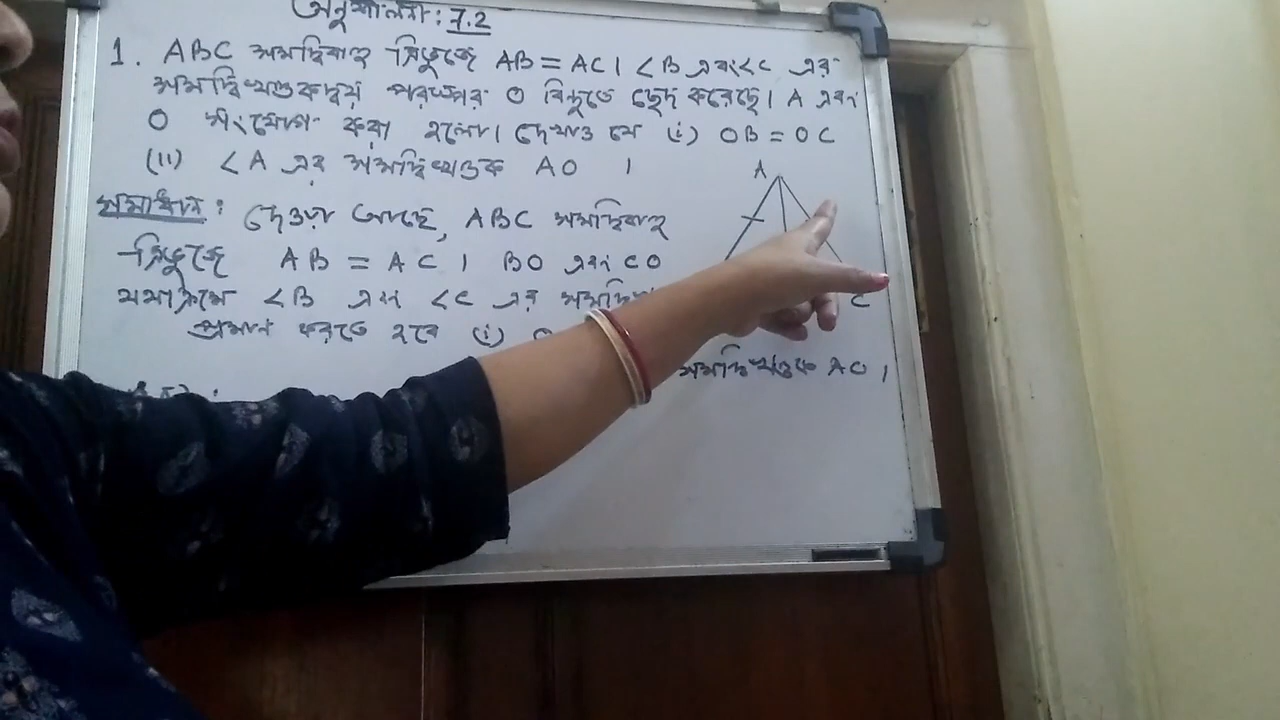 অনুশীলনী: 7.2
1. ABC সমদ্বিবাহু ত্রিভুজে AB = AC। <B এবং <C এর
সমদ্বিখণ্ডকদ্বয় পরস্পর O বিন্দুতে ছেদ করেছে। A এবং
O সংযোগ করা হলো। দেখাও যে (i) OB = OC
(ii) <A এর সমদ্বিখণ্ডক AO ।
A
সমাধান: দেওয়া আছে, ABC সমদ্বিবাহু
ত্রিভুজে AB = AC । BO এবং CO
যথাক্রমে <B এবং <C এর
C
প্রমাণ করতে হবে (i)
সমদ্বিখণ্ডক AO ।